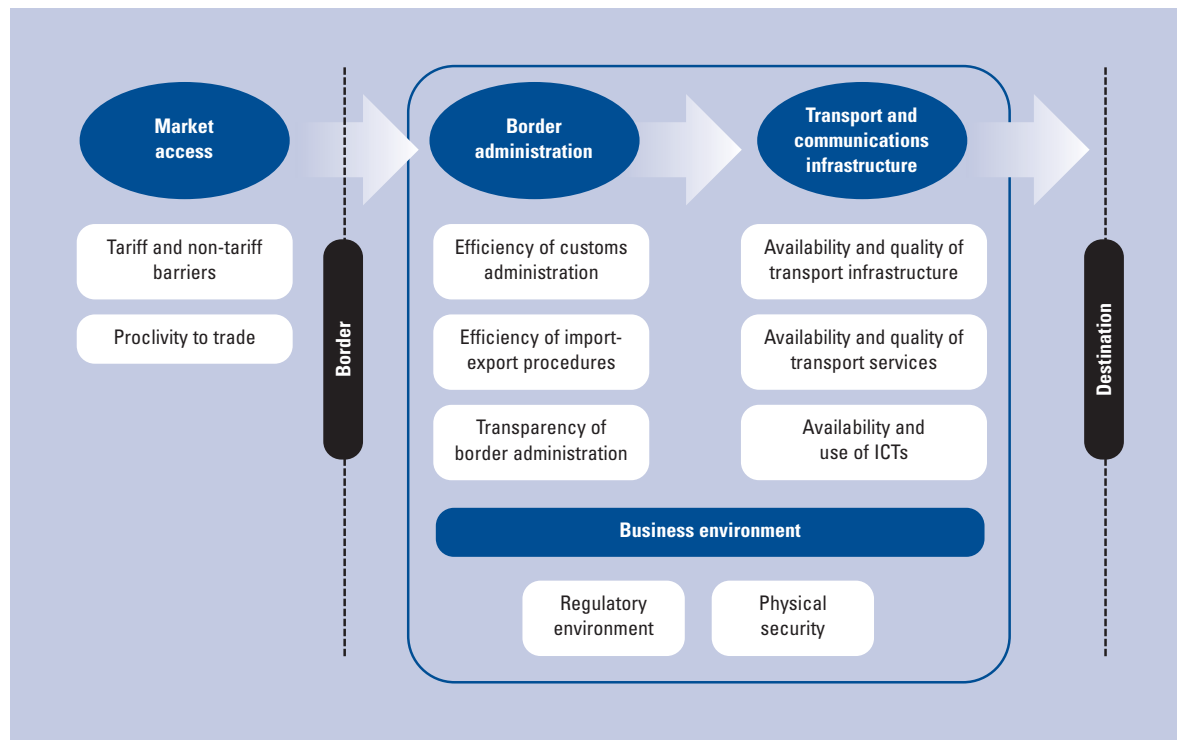 Market
access
Tariff and non-tariff
barriers
Proclivity to trade
Border
Border
administration
Efficiency of customs
administration
Efficiency of import-
export procedures
Transparency of
border administration
Transport and
communications
infrastructure
Availability and quality of
transport infrastructure
Availability and quality of
transport services
Availability and
use of ICTs
Business environment
Regulatory
environment
Physical
security
Destination